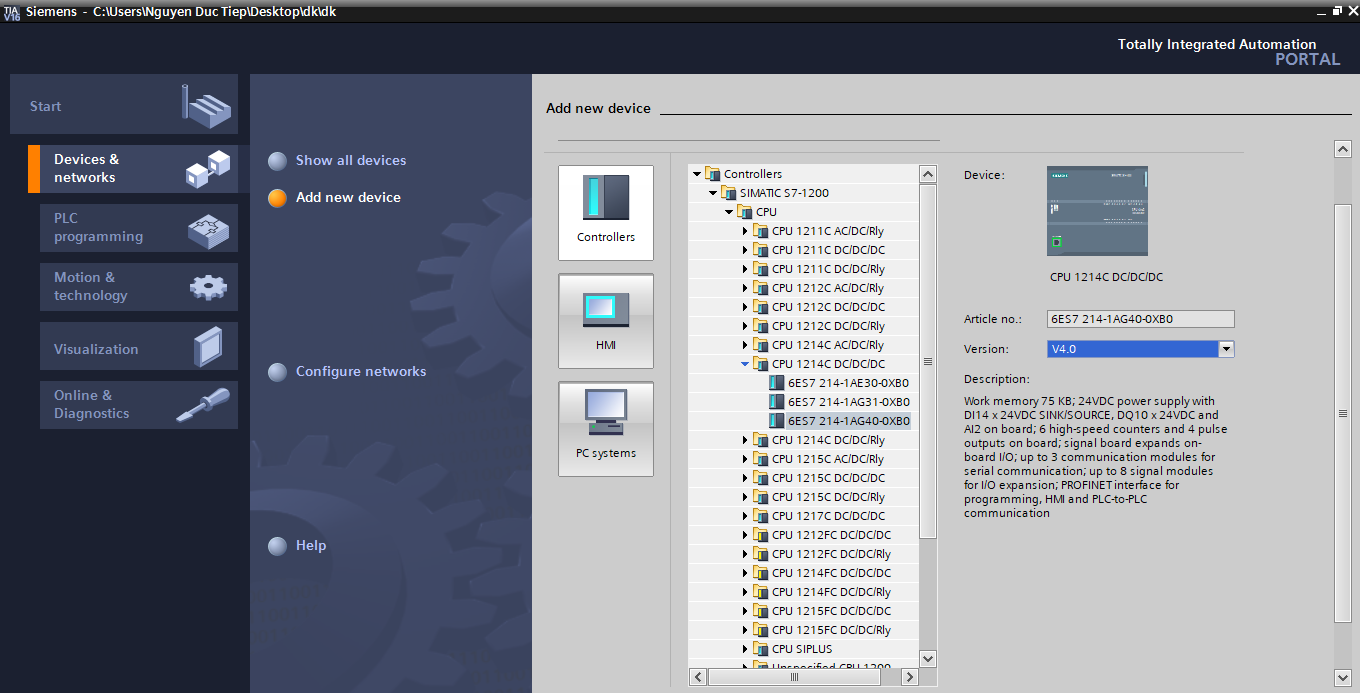 TIA
V16
Siemens - C:\Users\Nguyen Duc Tiep\Desktop\dk\dk
Totally Integrated Automation
PORTAL
Start
Devices &
networks
PLC
programming
Motion &
technology
Visualization
Online &
Diagnostics
Show all devices
Add new device
Configure networks
Help
Add new device
Controllers
HMI
PC systems
Controllers
SIMATIC S7-1200
CPU
CPU 1211C AC/DC/Rly
CPU 1211C DC/DC/DC
CPU 1211C DC/DC/Rly
CPU 1212C AC/DC/Rly
CPU 1212C DC/DC/DC
CPU 1212C DC/DC/Rly
CPU 1214C AC/DC/Rly
CPU 1214C DC/DC/DC
6ES7 214-1AE30-0XB0
6ES7 214-1AG31-0XB0
6ES7 214-1AG40-0XB0
CPU 1214C DC/DC/Rly
CPU 1215C AC/DC/Rly
CPU 1215C DC/DC/DC
CPU 1215C DC/DC/Rly
CPU 1217C DC/DC/DC
CPU 1212FC DC/DC/DC
CPU 1212FC DC/DC/Rly
CPU 1214FC DC/DC/DC
CPU 1214FC DC/DC/Rly
CPU 1215FC DC/DC/DC
CPU 1215FC DC/DC/Rly
CPU SIPLUS
Unspecified CPU 1200
Device:
CPU 1214C DC/DC/DC
Article no.:
6ES7 214-1AG40-0XB0
Version:
V4.0
Description:
Work memory 75 KB; 24VDC power supply with
DI14 x 24VDC SINK/SOURCE, DQ10 x 24VDC and
AI2 on board; 6 high-speed counters and 4 pulse
outputs on board; signal board expands on-
board I/O; up to 3 communication modules for
serial communication; up to 8 signal modules
for I/O expansion; PROFINET interface for
programming, HMI and PLC-to-PLC
communication